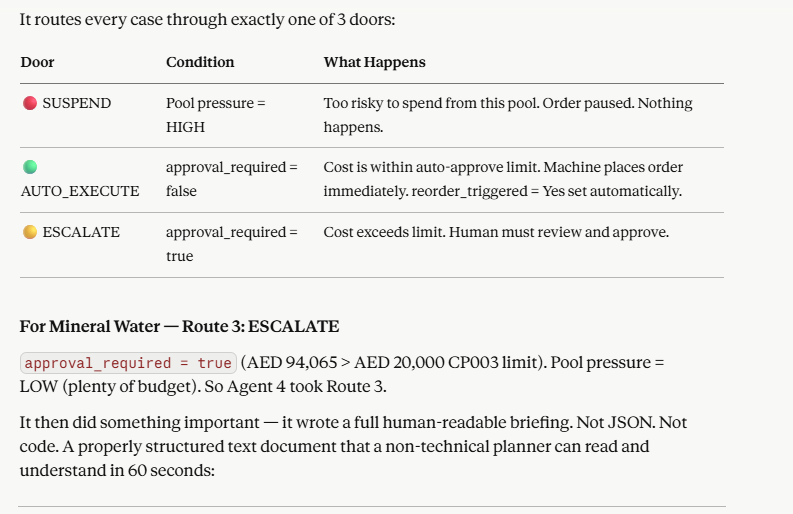 It routes every case through exactly one of 3 doors:
Door Condition What Happens
🔴 SUSPEND Pool pressure = Too risky to spend from this pool. Order paused. Nothing
HIGH happens.
🟢 approval_required = Cost is within auto-approve limit. Machine places order
AUTO_EXECUTE false immediately. reorder_triggered = Yes set automatically.
🟡 ESCALATE approval_required = Cost exceeds limit. Human must review and approve.
true
For Mineral Water — Route 3: ESCALATE
approval_required = true (AED 94,065 > AED 20,000 CP003 limit). Pool pressure =
LOW (plenty of budget). So Agent 4 took Route 3.
It then did something important — it wrote a full human-readable briefing. Not JSON. Not
code. A properly structured text document that a non-technical planner can read and
understand in 60 seconds: